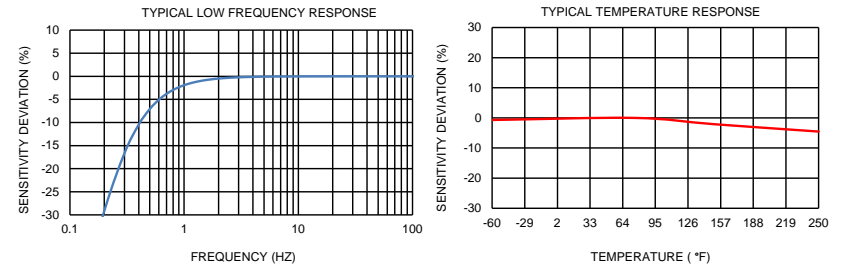 TYPICAL LOW FREQUENCY RESPONSE
SENSITIVITY DEVIATION (%)
10
5
0
-5
-10
-15
-20
-25
-30
0.1 1 10 100
FREQUENCY (HZ)
TYPICAL TEMPERATURE RESPONSE
SENSITIVITY DEVIATION (%)
30
20
10
0
-10
-20
-30
-60 -29 2 33 64 95 126 157 188 219 250
TEMPERATURE ( °F)